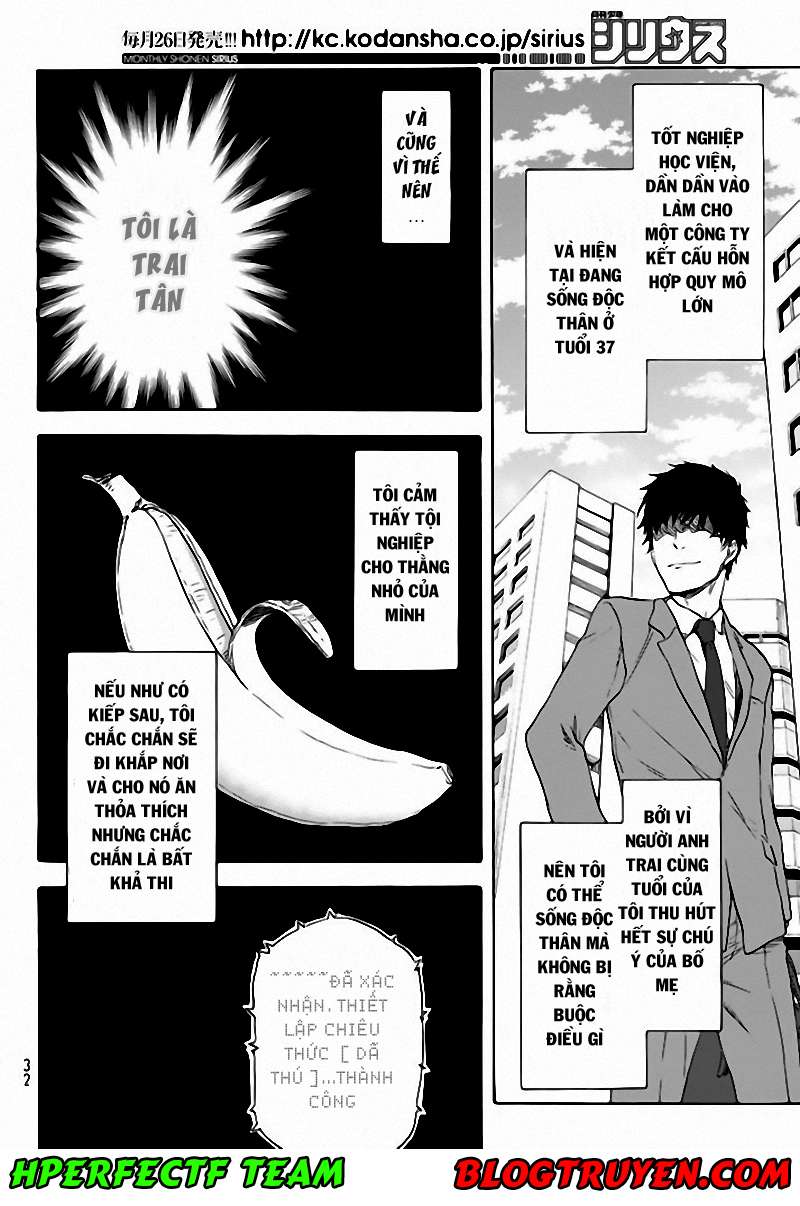 毎月26日発売!!! http://kc.kodansha.co.jp/sirius
シリウス
MONTHLY SHONEN SIRIUS
TỐT NGHIỆP
HỌC VIỆN,
DẦN DẦN VÀO
LÀM CHO
MỘT CÔNG TY
KẾT CẤU HỖN
HỢP QUY MÔ
LỚN
VÀ HIỆN
TẠI ĐANG
SỐNG ĐỘC
THÂN Ở
TUỔI 37
BỞI VÌ
NGƯỜI ANH
TRAI CÙNG
TUỔI CỦA
TÔI THU HÚT
HẾT SỰ CHÚ
Ý CỦA BỐ
MẸ
NÊN TÔI
CÓ THỂ
SỐNG ĐỘC
THÂN MÀ
KHÔNG BỊ
RẰNG
BUỘC
ĐIỀU GÌ
VÀ
CŨNG
VÌ THẾ
NÊN
...
TÔI LÀ
TRAI
TÂN
TÔI CẢM
THẤY TỘI
NGHIỆP
CHO THẰNG
NHỎ CỦA
MÌNH
NẾU NHƯ CÓ
KIẾP SAU, TÔI
CHẮC CHẮN SẼ
ĐI KHẮP NƠI
VÀ CHO NÓ ĂN
THỎA THÍCH
NHƯNG CHẮC
CHẮN LÀ BẤT
KHẢ THI
~~~~~ĐÃ XÁC
NHẬN. THIẾT
LẬP CHIÊU
THỨC [ DÃ
THÚ ]...THÀNH
CÔNG
32
HPERFECTF TEAM
BLOGTRUYEN.COM